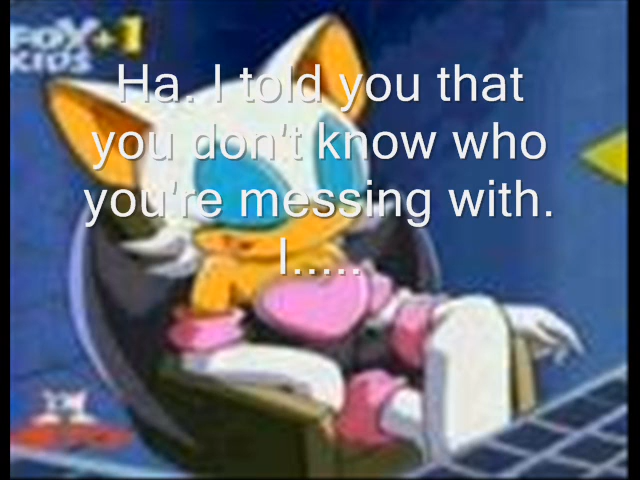 FOX +1
KIDS
Ha. I told you that
you don't know who
you're messing with.
I.....